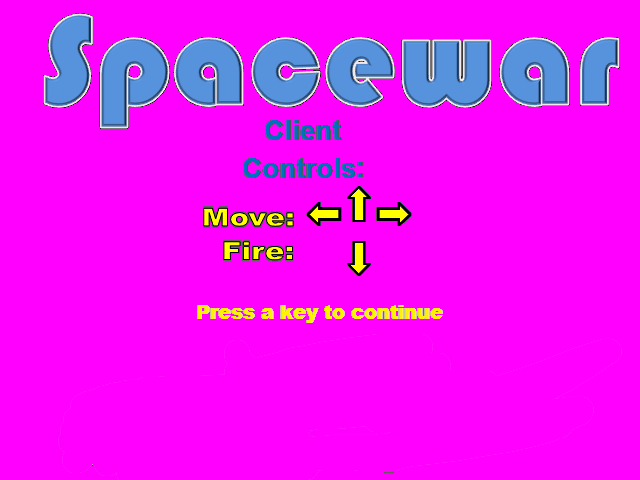 Spacewar
Client
Controls:
Move:
Fire:
Press a key to continue